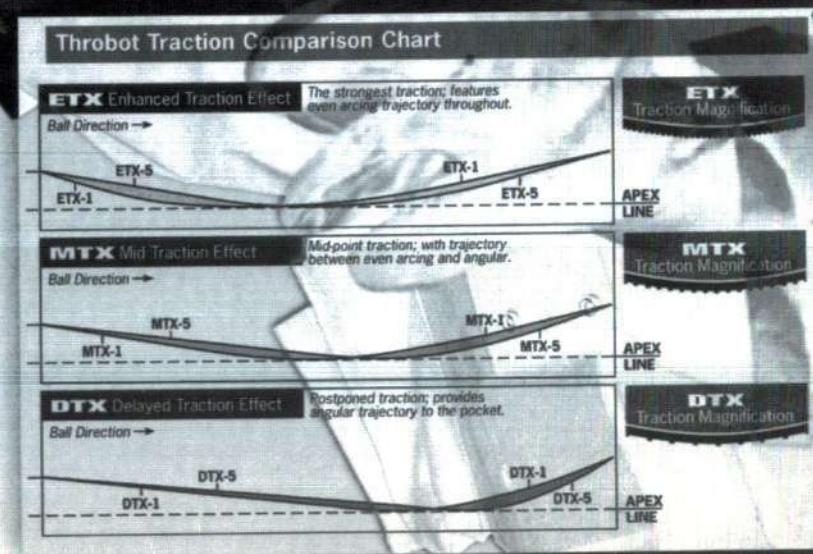 Throbot Traction Comparison Chart
ETX Enhanced Traction Effect
The strongest traction; features
even arcing trajectory throughout.
Ball Direction →
ETX-5
ETX-1
ETX-1
ETX-5
APEX
LINE
ETX
Traction Magnification
MTX Mid Traction Effect
Mid-point traction; with trajectory
between even arcing and angular.
Ball Direction →
MTX-5
MTX-1
MTX-1
MTX-5
APEX
LINE
MTX
Traction Magnification
DTX Delayed Traction Effect
Postponed traction; provides
angular trajectory to the pocket.
Ball Direction →
DTX-5
DTX-1
DTX-1
DTX-5
APEX
LINE
DTX
Traction Magnification